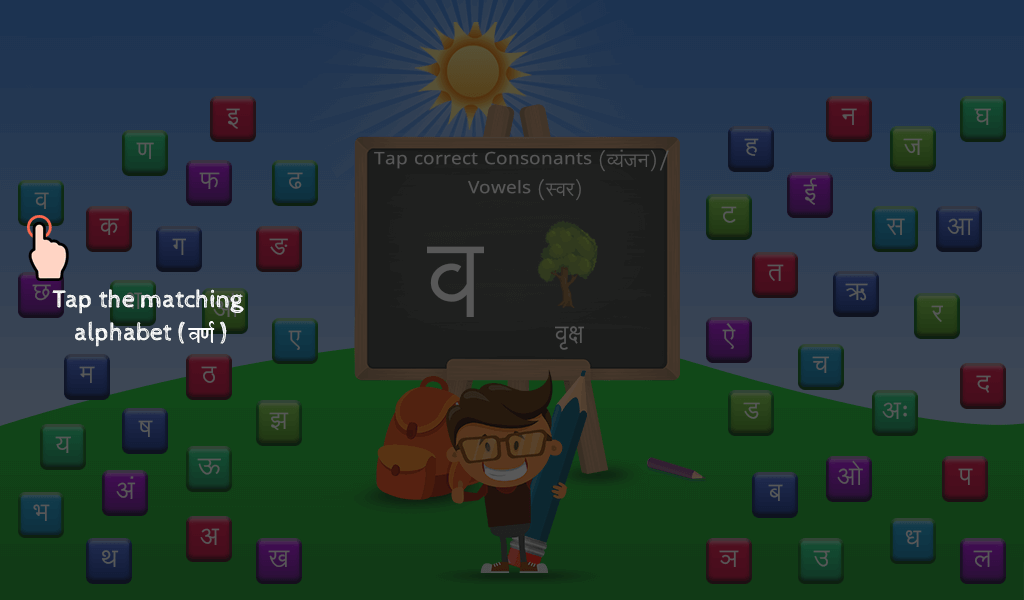 Tap correct Consonants (व्यंजन)/
Vowels (स्वर)
व
वृक्ष
Tap the matching
alphabet ( वर्ण )
इ
ण
फ
ढ
व
क
ग
ङ
छ
ए
म
ठ
झ
ष
य
ऊ
अं
भ
अ
थ
ख
न
घ
ह
ज
ई
ट
स
आ
त
ऋ
र
ऐ
च
द
ड
अः
ओ
प
ब
ध
ञ
उ
ल